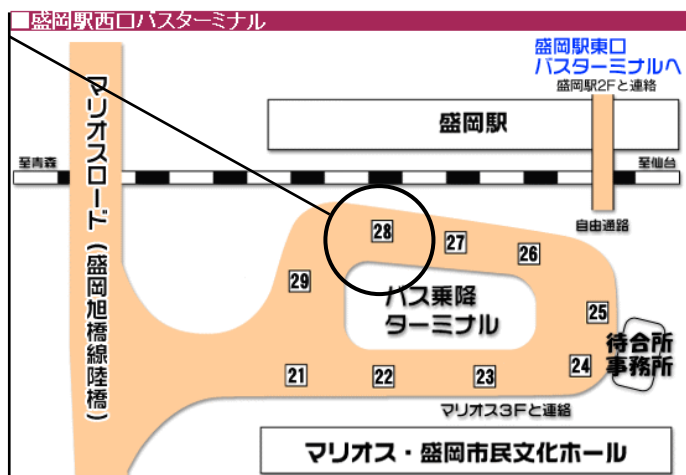 ■盛岡駅西口バスターミナル
盛岡駅東口
バスターミナルへ
盛岡駅2Fと連絡
盛岡駅
至青森
至仙台
マリオスロード(盛岡旭橋線陸橋)
自由通路
28
27
26
29
25
バス乗降
ターミナル
待合所
事務所
21
22
23
24
マリオス3Fと連絡
マリオス・盛岡市民文化ホール